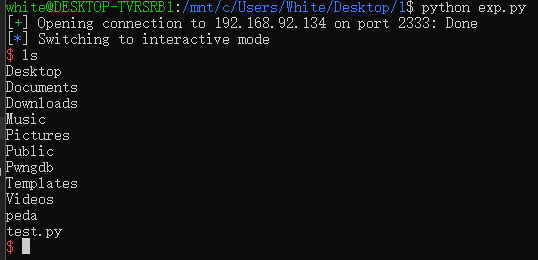 white@DESKTOP-TVRSRB1:/mnt/c/Users/White/Desktop/1$ python exp.py
[+] Opening connection to 192.168.92.134 on port 2333: Done
[*] Switching to interactive mode
$ ls
Desktop
Documents
Downloads
Music
Pictures
Public
Pwngdb
Templates
Videos
peda
test.py
$